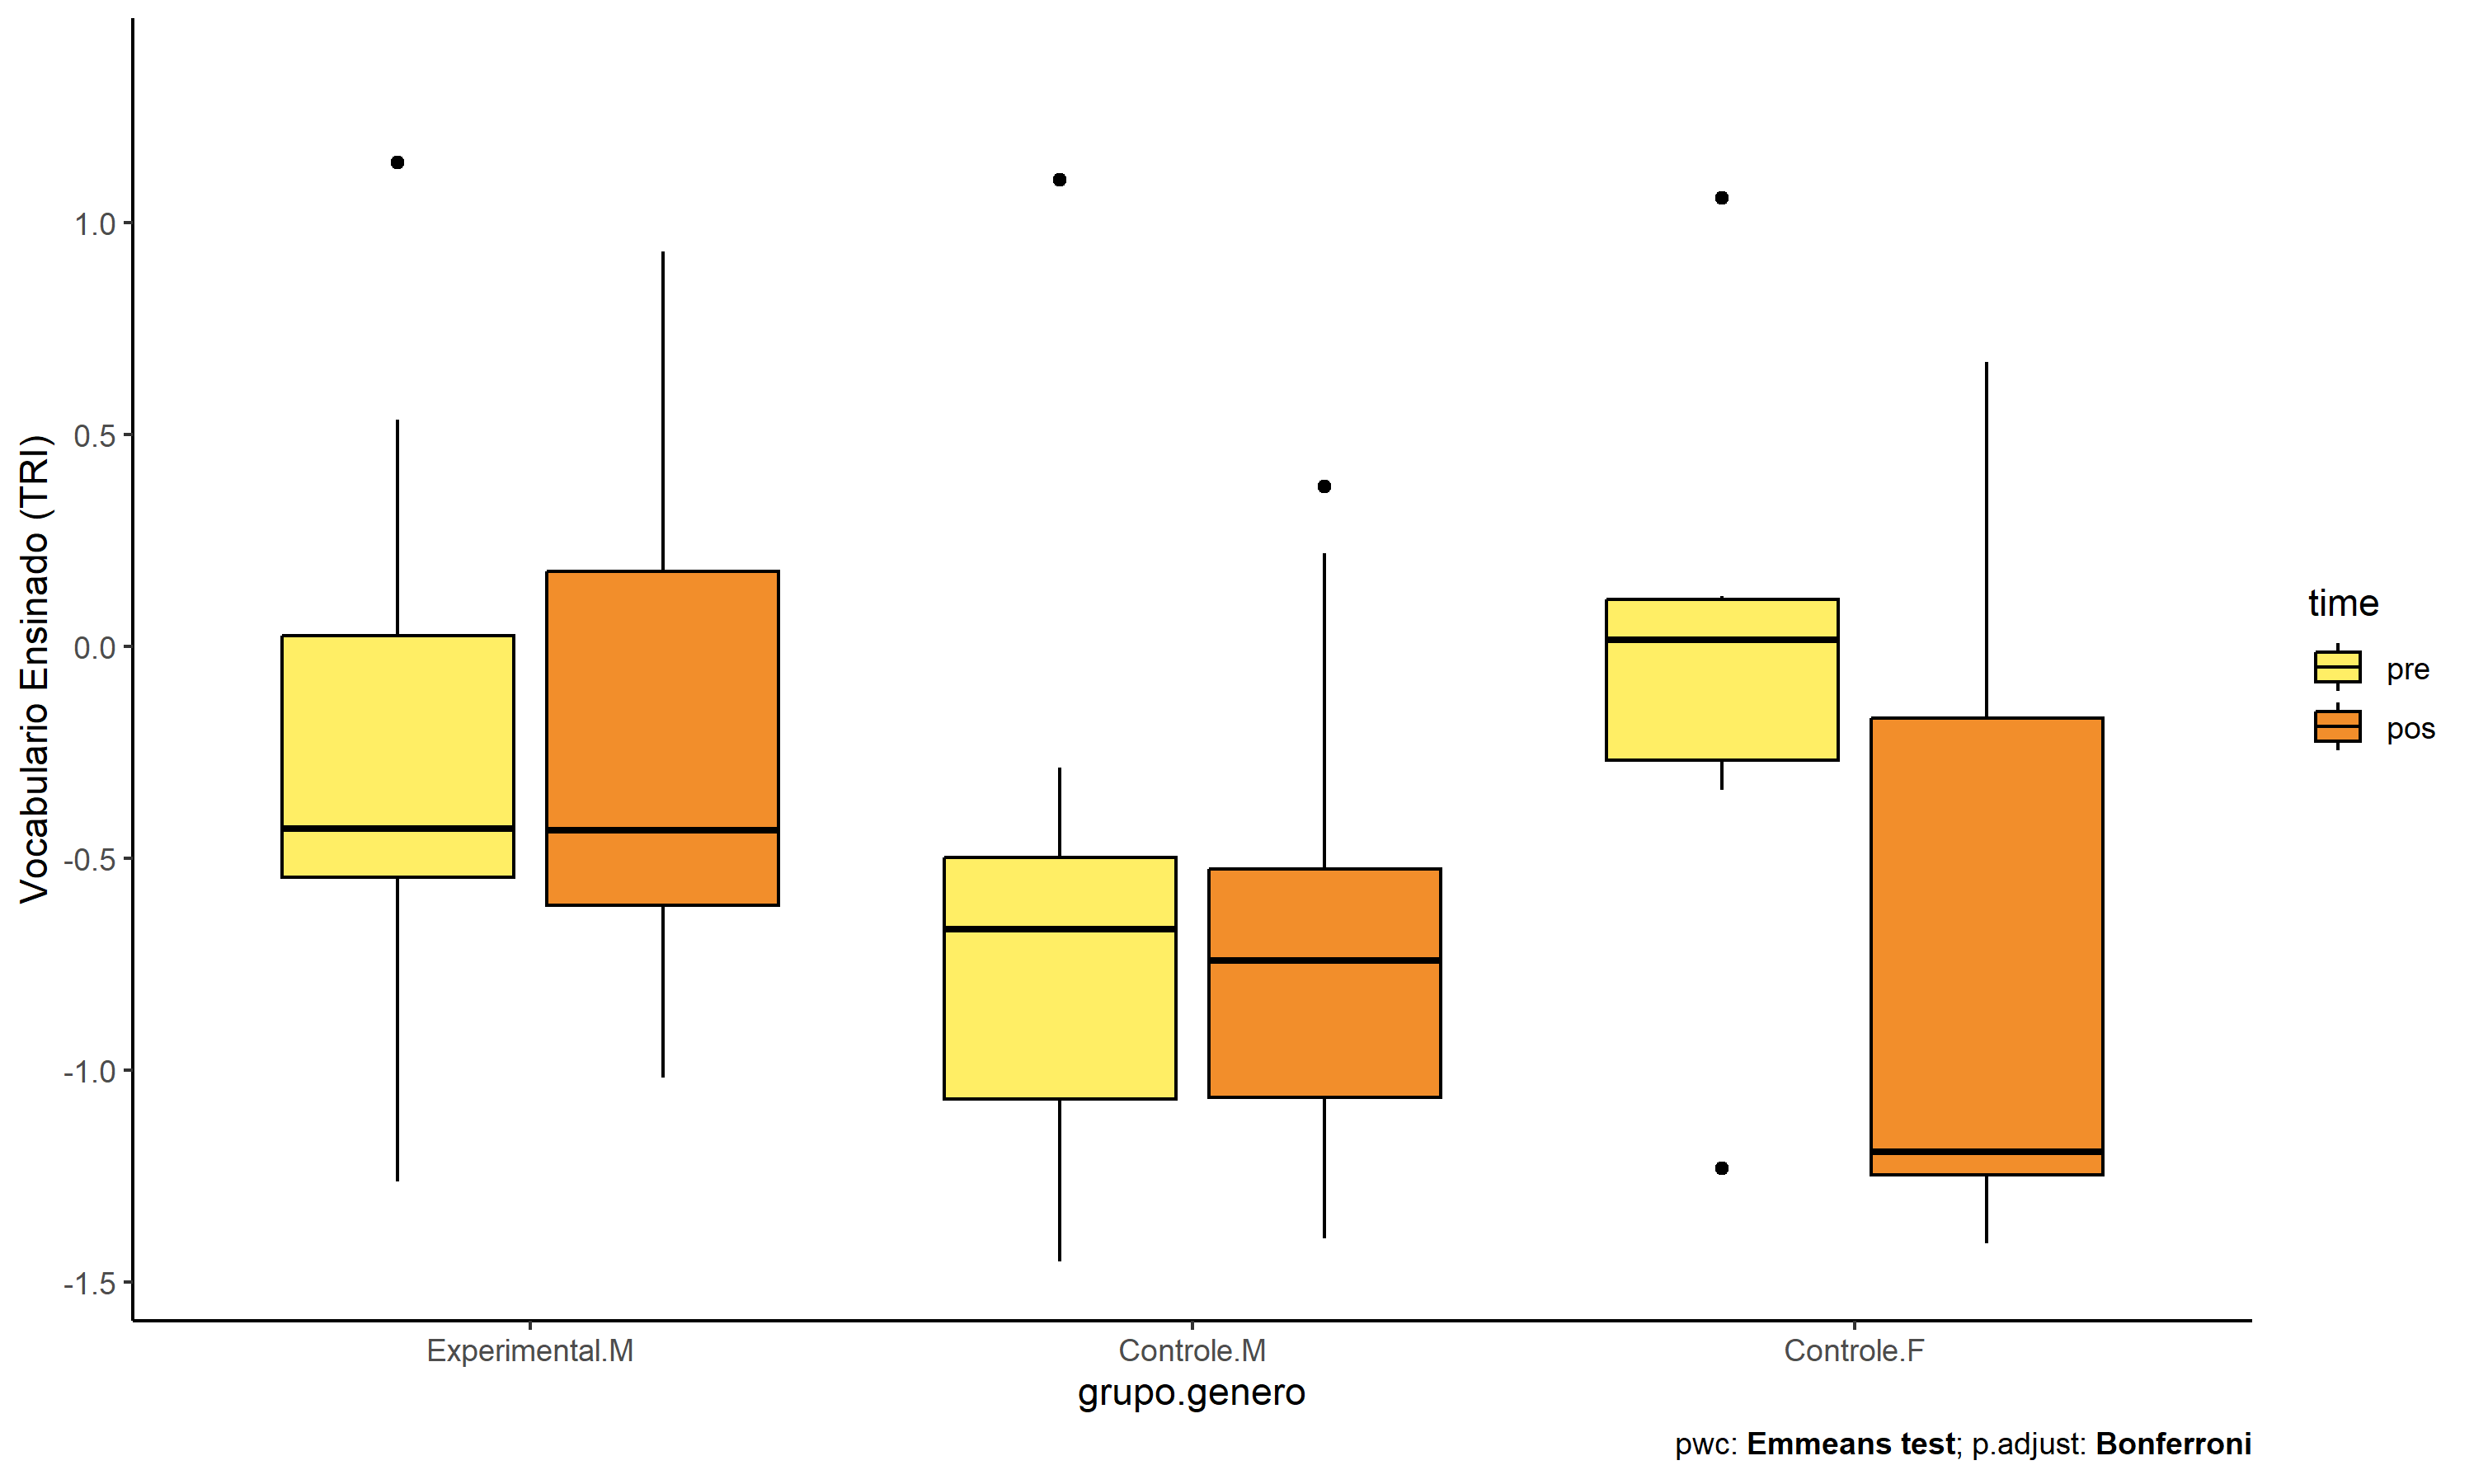 Vocabulario Ensinado (TRI)
1.0
0.5
0.0
-0.5
-1.0
-1.5
Experimental.M
Controle.M
Controle.F
grupo.genero
time
pre
pos
pwc: Emmeans test; p.adjust: Bonferroni